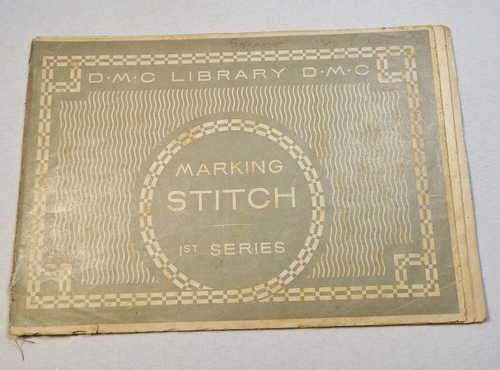 D·M·C LIBRARY D·M·C
MARKING
STITCH
1ST SERIES